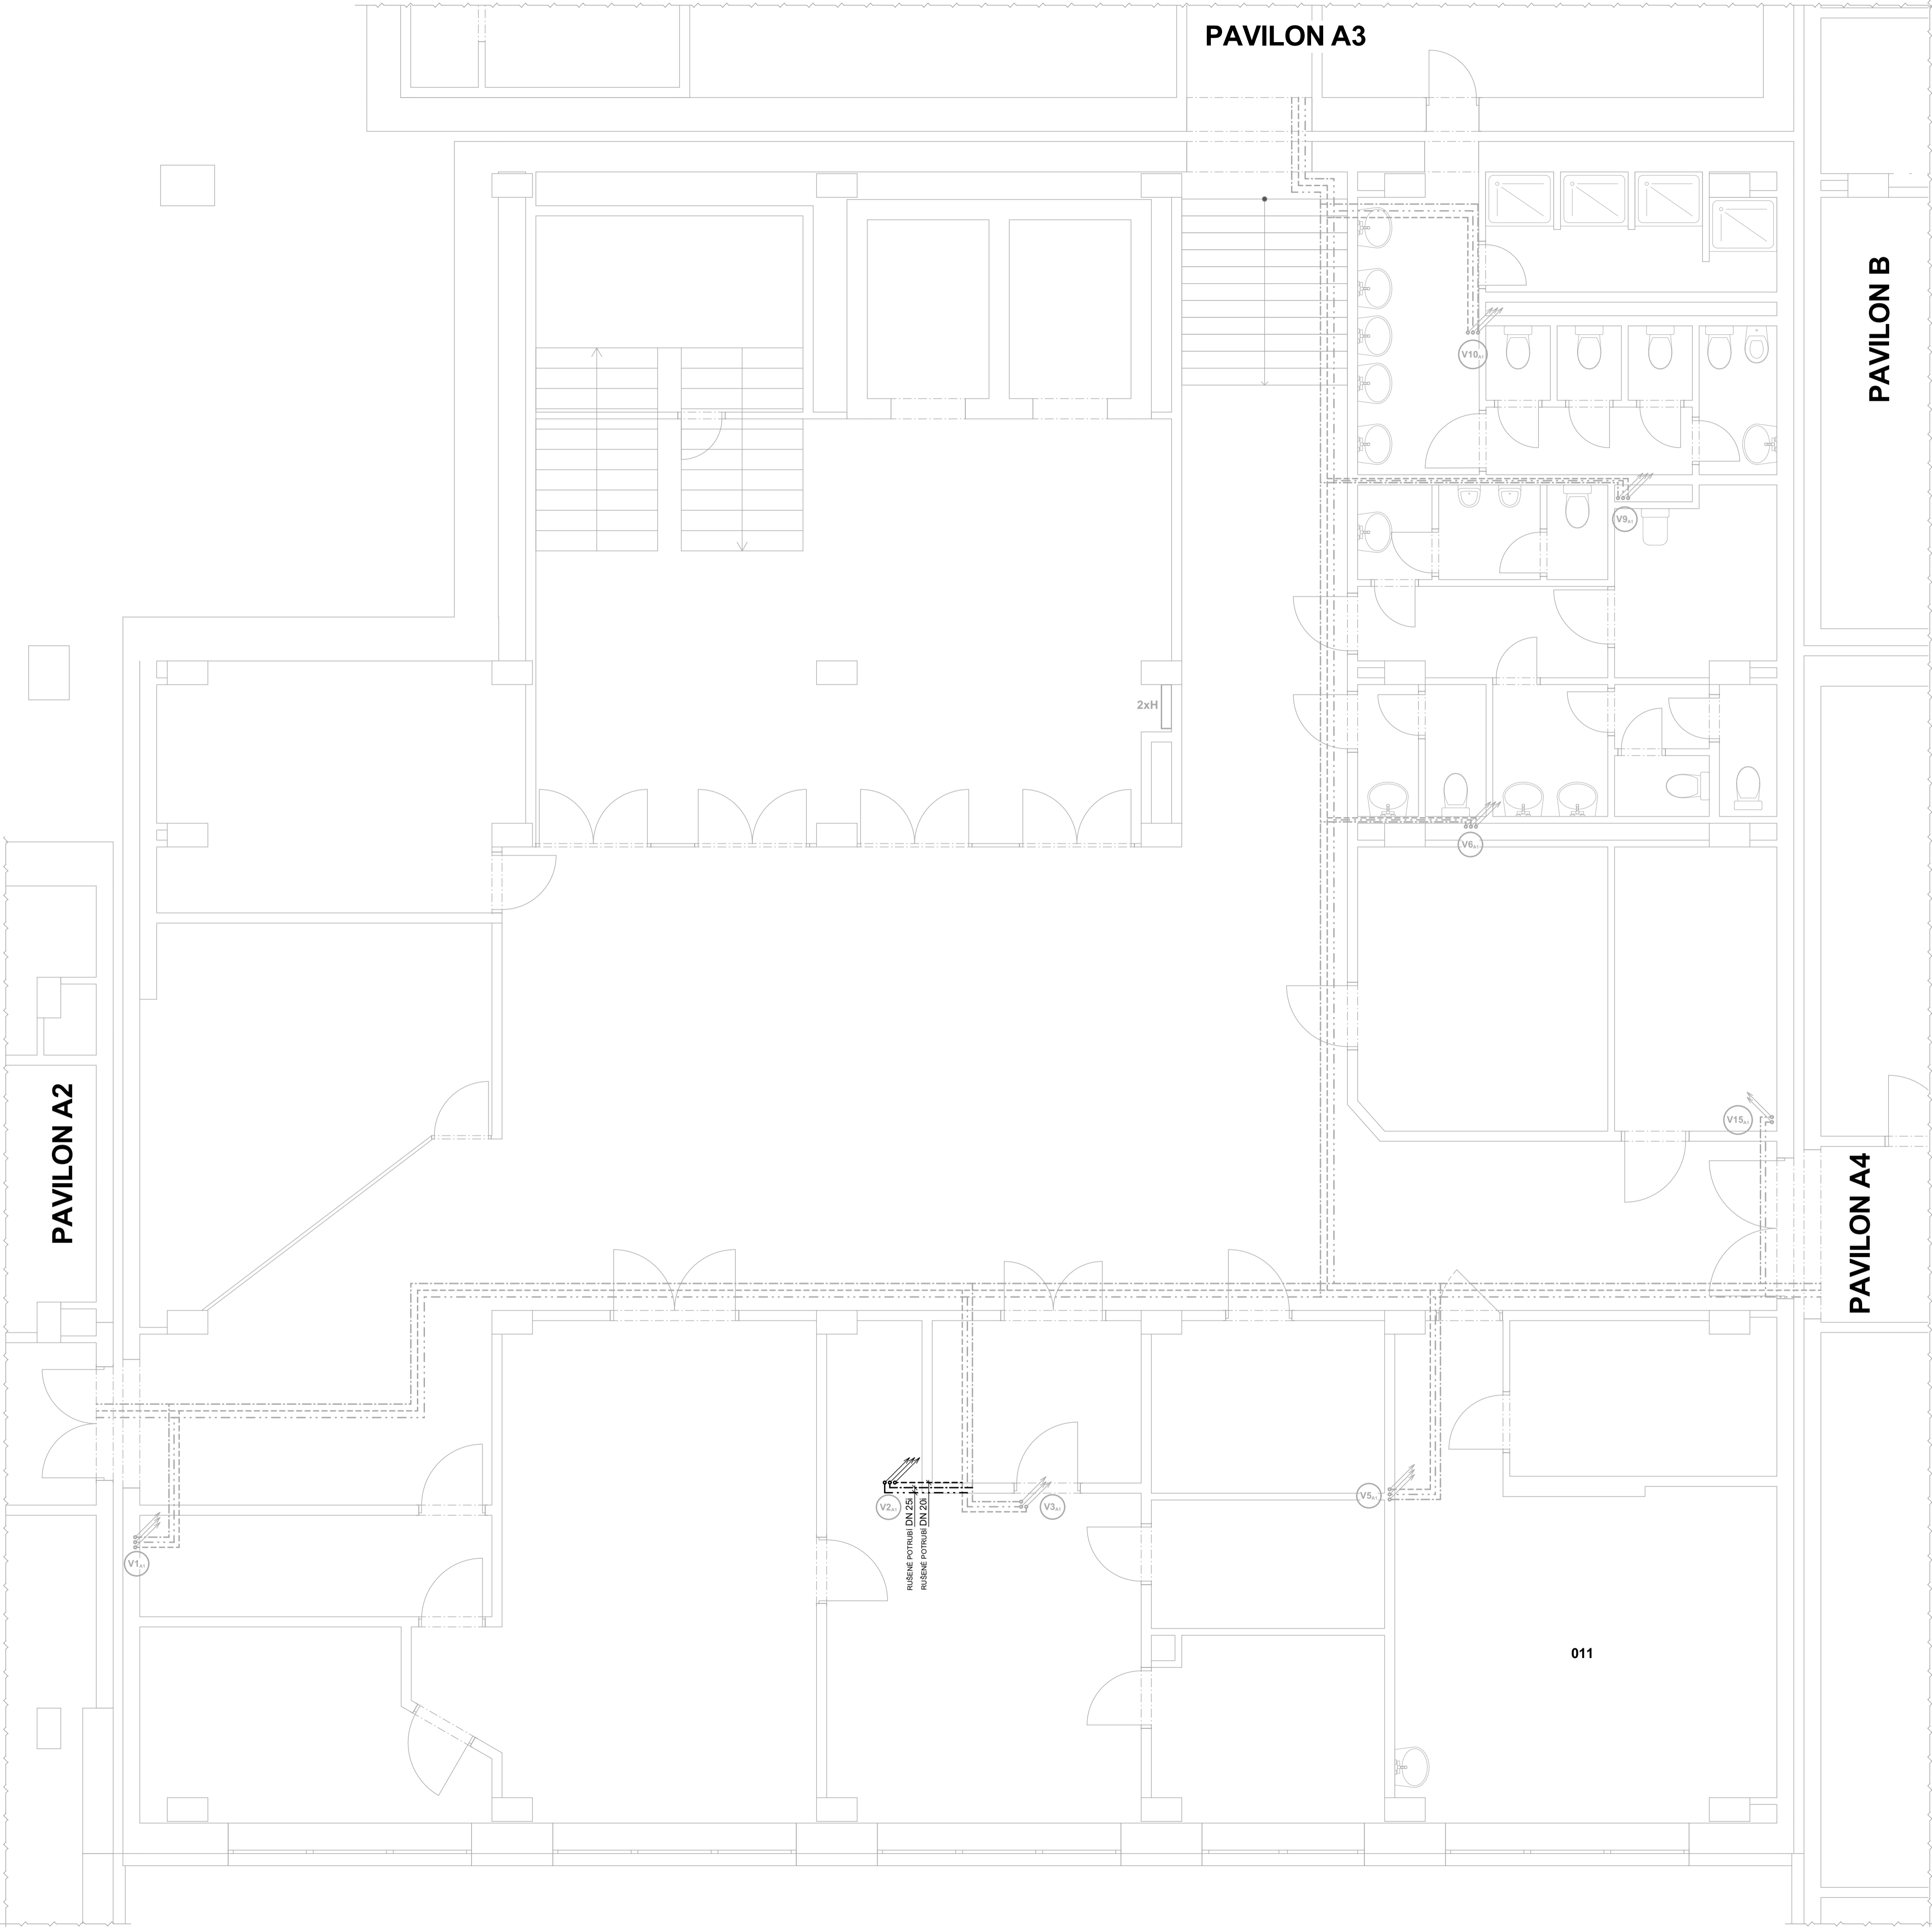 PAVILON A3
PAVILON B
V10A1
V9A1
2xH
V6A1
PAVILON A2
V15A1
PAVILON A4
V2A1
V3A1
V5A1
RUŠENÉ POTRUBÍ DN 25
RUŠENÉ POTRUBÍ DN 20
V1A1
011